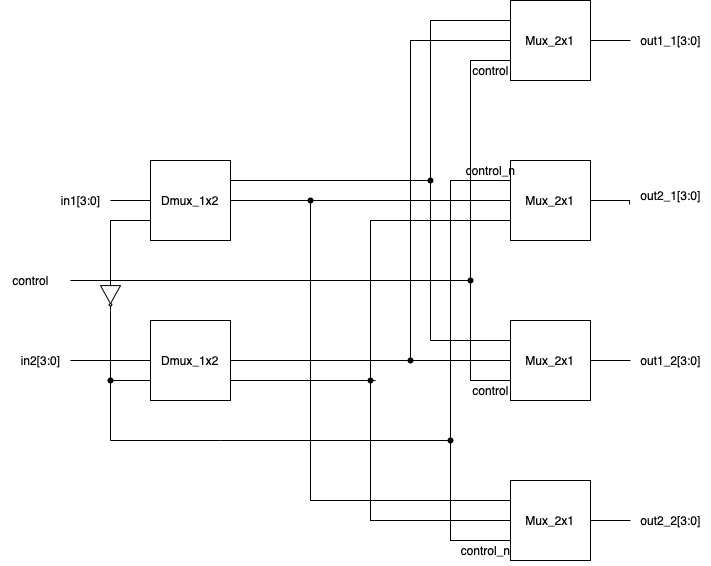 Mux_2x1
out1_1[3:0]
control
control_n
in1[3:0]
Dmux_1x2
Mux_2x1
out2_1[3:0]
control
in2[3:0]
Dmux_1x2
Mux_2x1
out1_2[3:0]
control
Mux_2x1
out2_2[3:0]
control_n